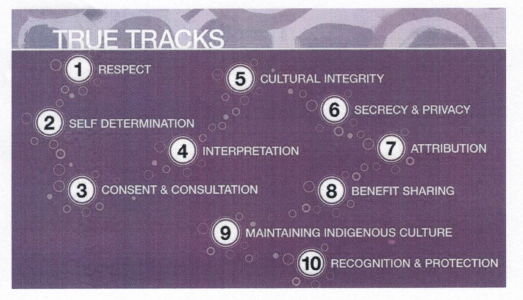 TRUE TRACKS
1 RESPECT
2 SELF DETERMINATION
3 CONSENT & CONSULTATION
4 INTERPRETATION
5 CULTURAL INTEGRITY
6 SECRECY & PRIVACY
7 ATTRIBUTION
8 BENEFIT SHARING
9 MAINTAINING INDIGENOUS CULTURE
10 RECOGNITION & PROTECTION